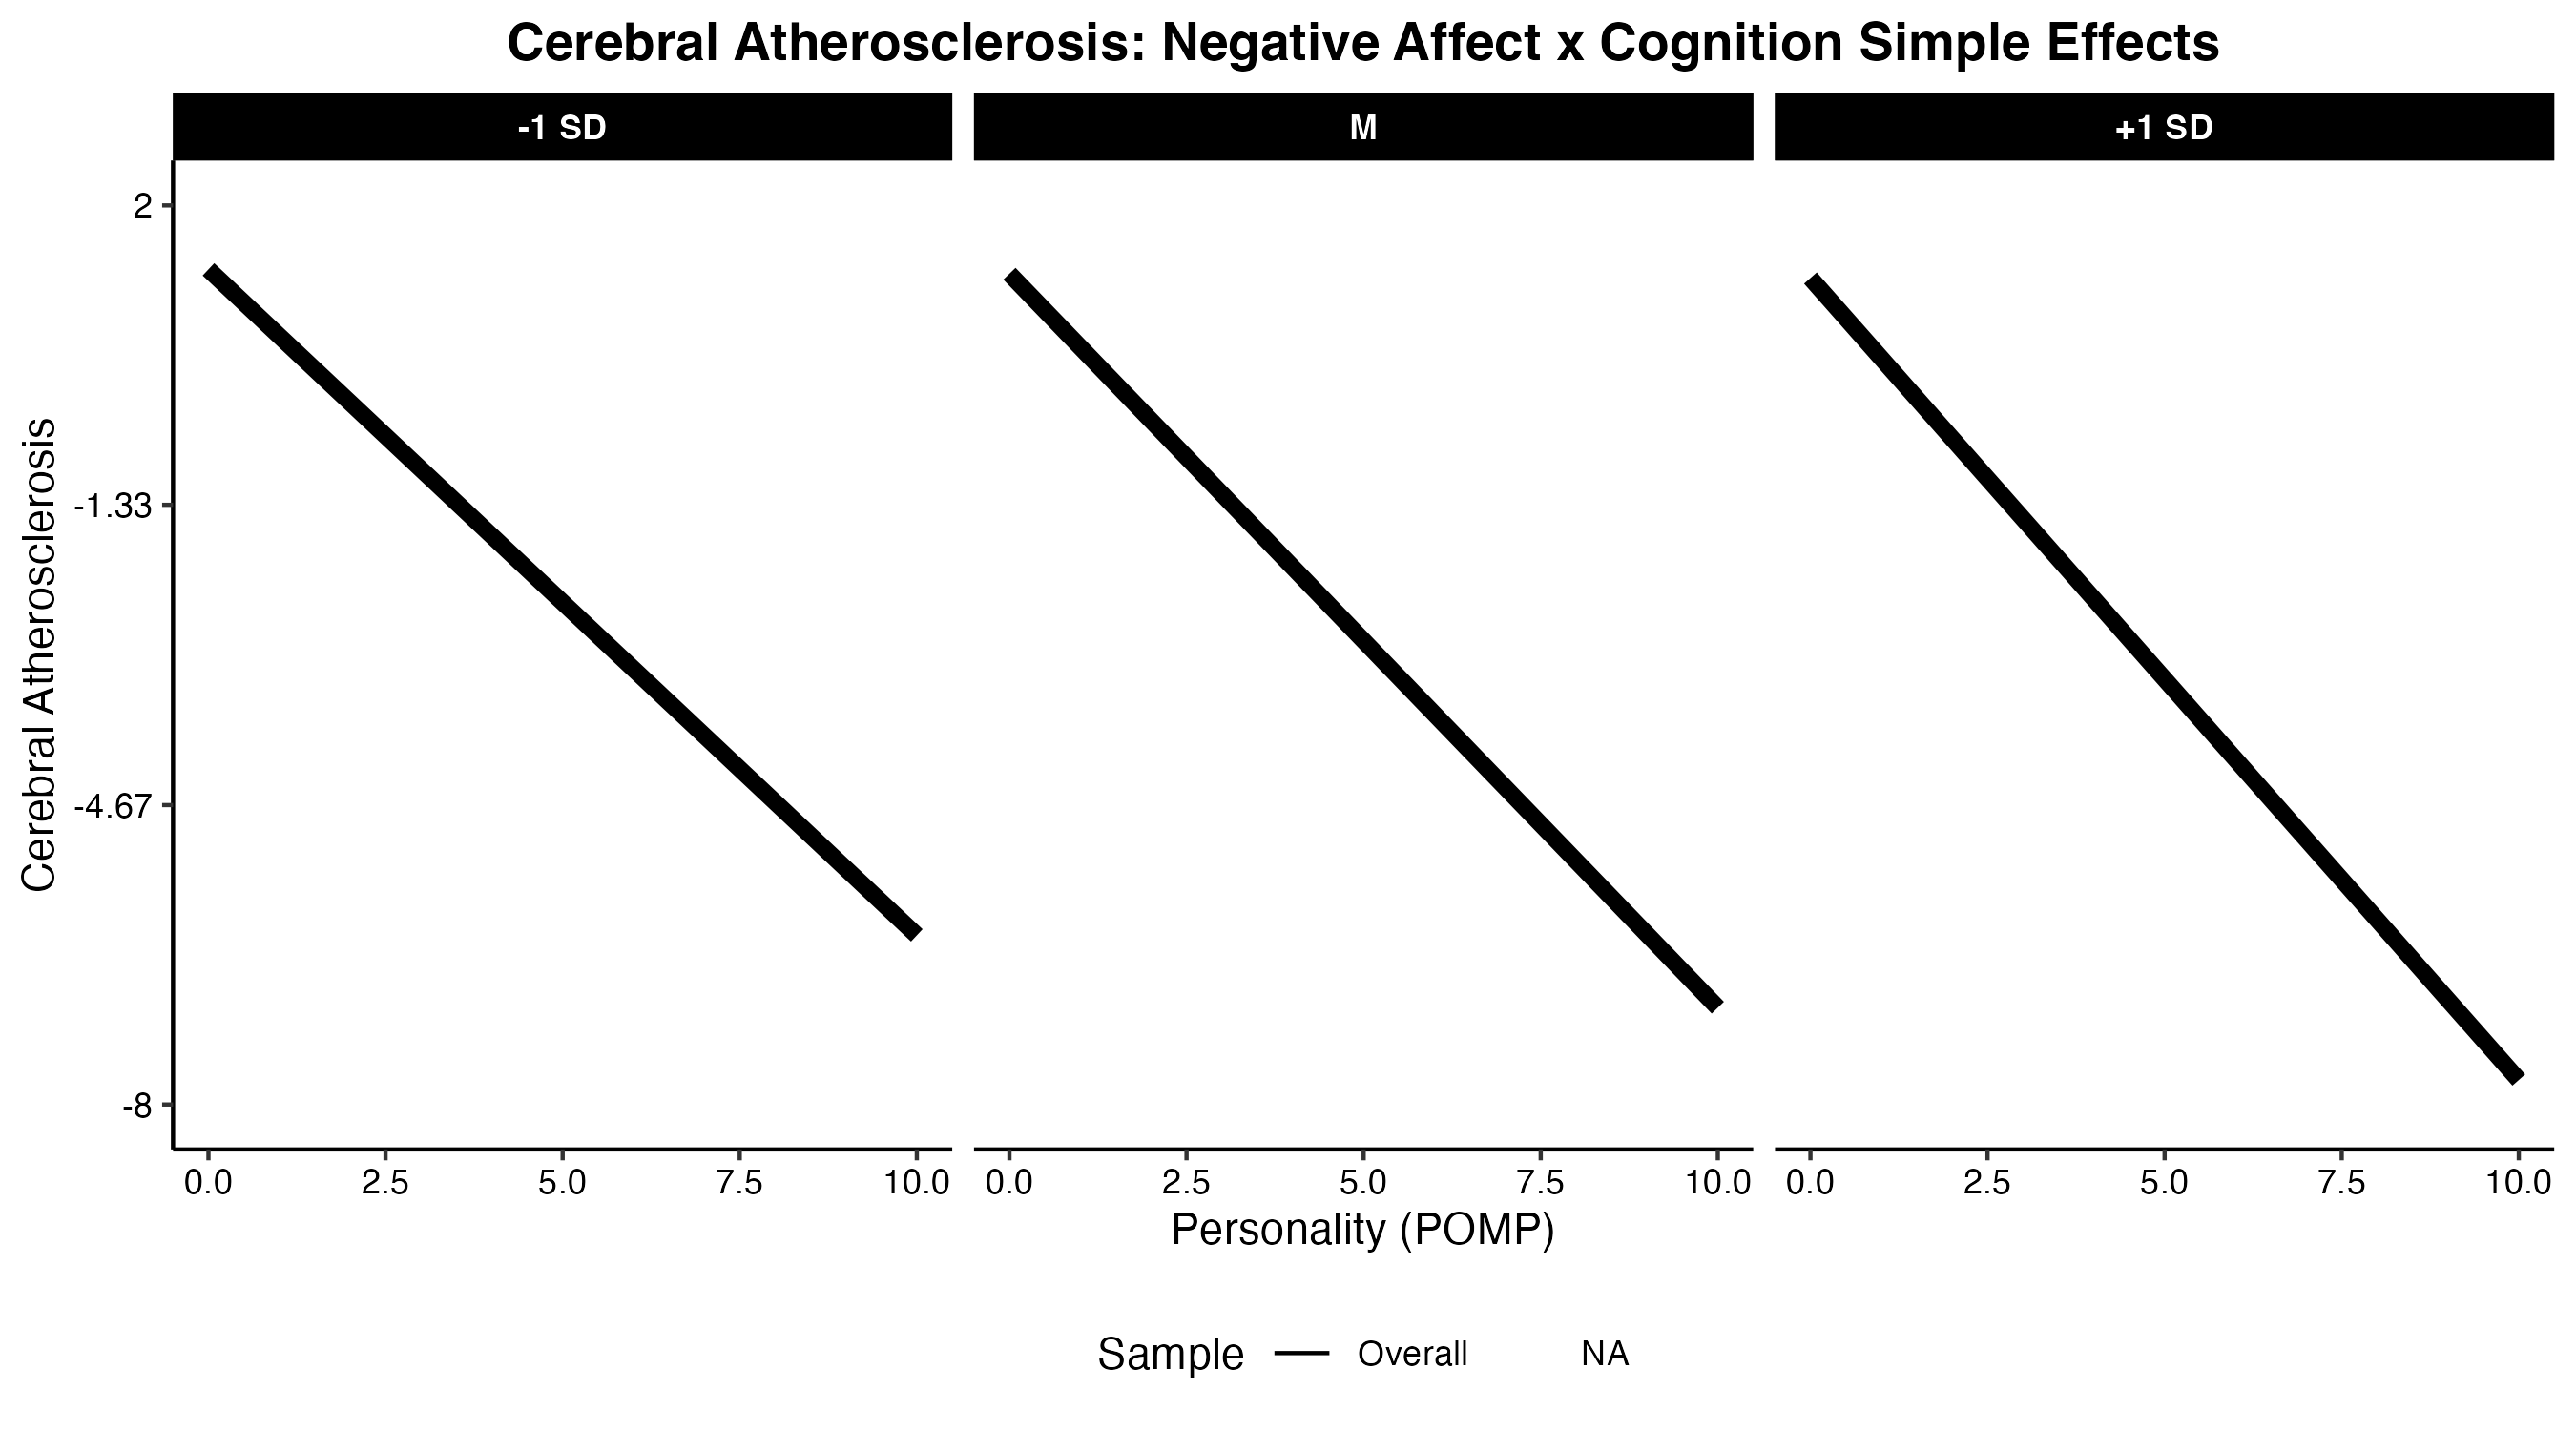 Cerebral Atherosclerosis: Negative Affect x Cognition Simple Effects
-1 SD
M
+1 SD
Cerebral Atherosclerosis
2
-1.33
-4.67
-8
0.0 2.5 5.0 7.5 10.0
0.0 2.5 5.0 7.5 10.0
0.0 2.5 5.0 7.5 10.0
Personality (POMP)
Sample Overall NA